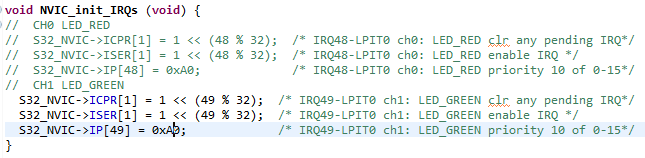 void NVIC_init_IRQs (void) {
//  CH0 LED_RED
//  S32_NVIC->ICPR[1] = 1 << (48 % 32);  /* IRQ48-LPIT0 ch0: LED_RED clr any pending IRQ*/
//  S32_NVIC->ISER[1] = 1 << (48 % 32);  /* IRQ48-LPIT0 ch0: LED_RED enable IRQ */
//  S32_NVIC->IP[48] = 0xA0;             /* IRQ48-LPIT0 ch0: LED_RED priority 10 of 0-15*/
//  CH1 LED_GREEN
  S32_NVIC->ICPR[1] = 1 << (49 % 32);  /* IRQ49-LPIT0 ch1: LED_GREEN clr any pending IRQ*/
  S32_NVIC->ISER[1] = 1 << (49 % 32);  /* IRQ49-LPIT0 ch1: LED_GREEN enable IRQ */
  S32_NVIC->IP[49] = 0xA0;             /* IRQ49-LPIT0 ch1: LED_GREEN priority 10 of 0-15*/
}